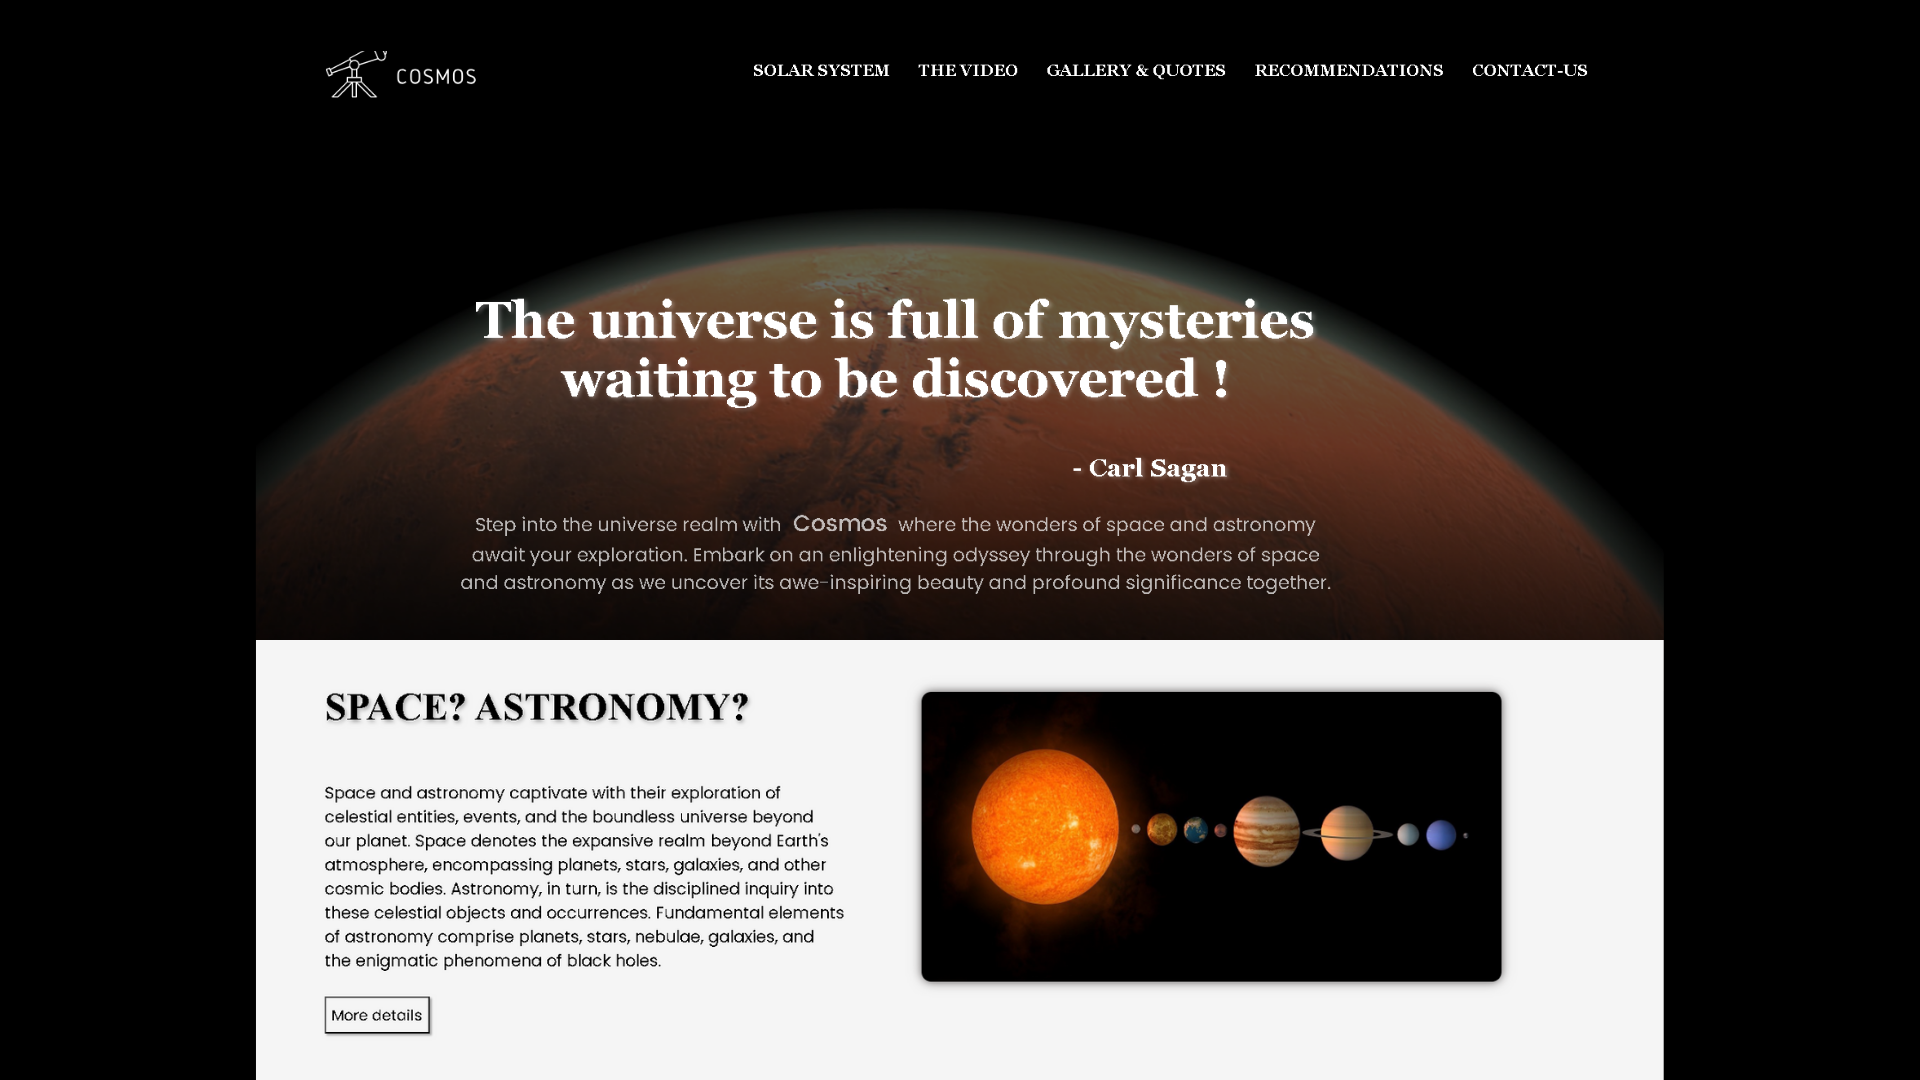 COSMOS
SOLAR SYSTEM THE VIDEO GALLERY & QUOTES RECOMMENDATIONS CONTACT-US
The universe is full of mysteries
waiting to be discovered !
- Carl Sagan
Step into the universe realm with Cosmos where the wonders of space and astronomy
await your exploration. Embark on an enlightening odyssey through the wonders of space
and astronomy as we uncover its awe-inspiring beauty and profound significance together.
SPACE? ASTRONOMY?
Space and astronomy captivate with their exploration of
celestial entities, events, and the boundless universe beyond
our planet. Space denotes the expansive realm beyond Earth's
atmosphere, encompassing planets, stars, galaxies, and other
cosmic bodies. Astronomy, in turn, is the disciplined inquiry into
these celestial objects and occurrences. Fundamental elements
of astronomy comprise planets, stars, nebulae, galaxies, and
the enigmatic phenomena of black holes.
More details